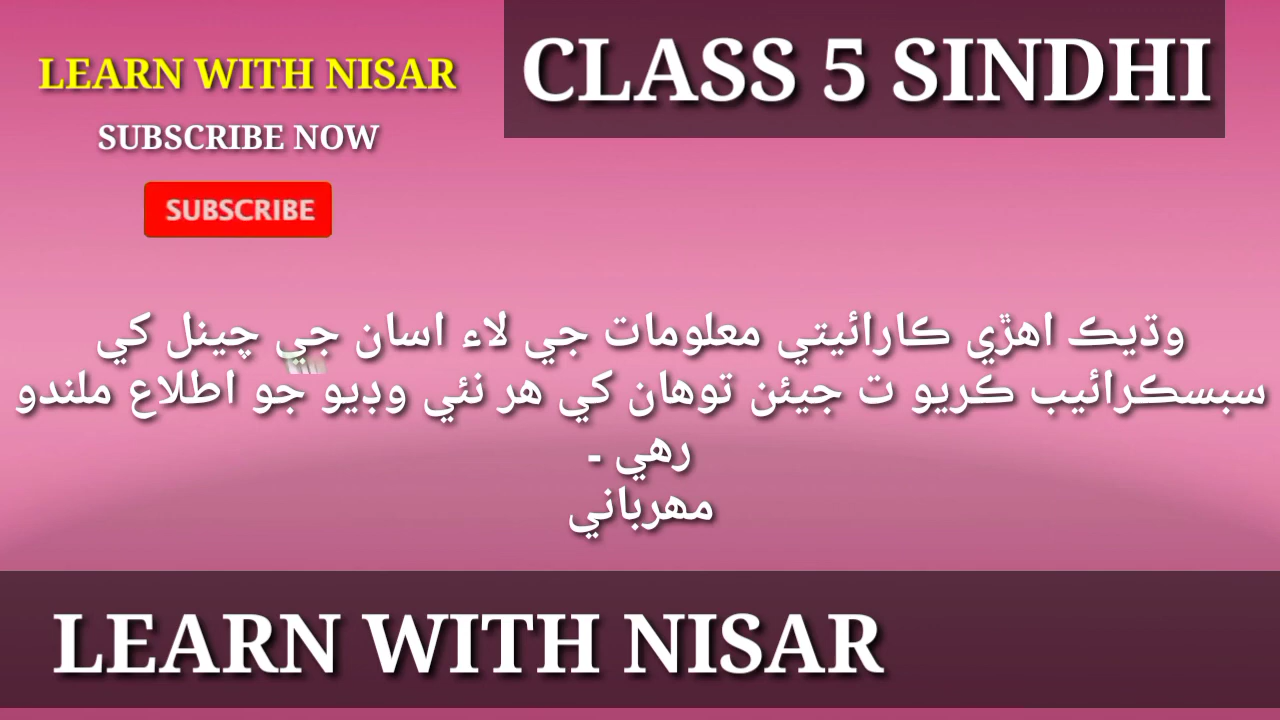 LEARN WITH NISAR
SUBSCRIBE NOW
SUBSCRIBE
CLASS 5 SINDHI
وڌيڪ اهڙي ڪارائيتي معلومات جي لاء اسان جي چينل کي
سبسڪرائيب ڪريو ت جيئن توهان کي هر نئي وڊيو جو اطلاع ملندو
رهي ۔
مهرباني
LEARN WITH NISAR